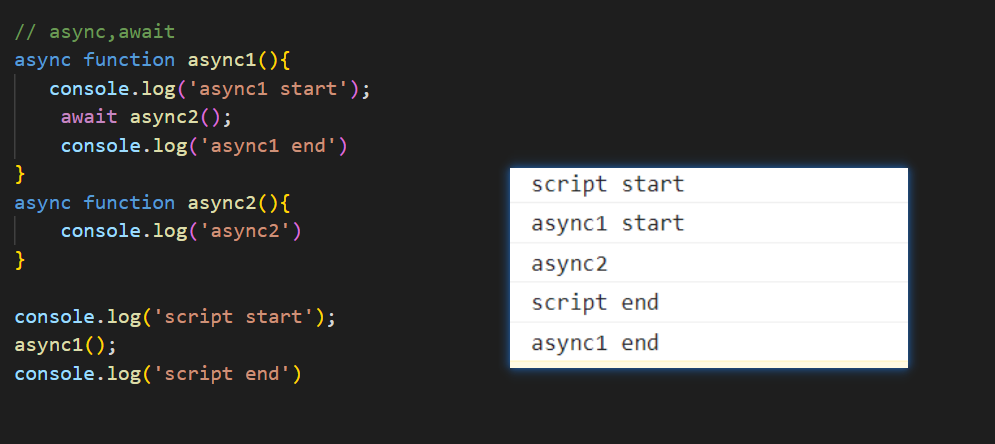 // async,await
async function async1(){
   console.log('async1 start');
    await async2();
    console.log('async1 end')
}
async function async2(){
    console.log('async2')
}

console.log('script start');
async1();
console.log('script end')
script start
async1 start
async2
script end
async1 end